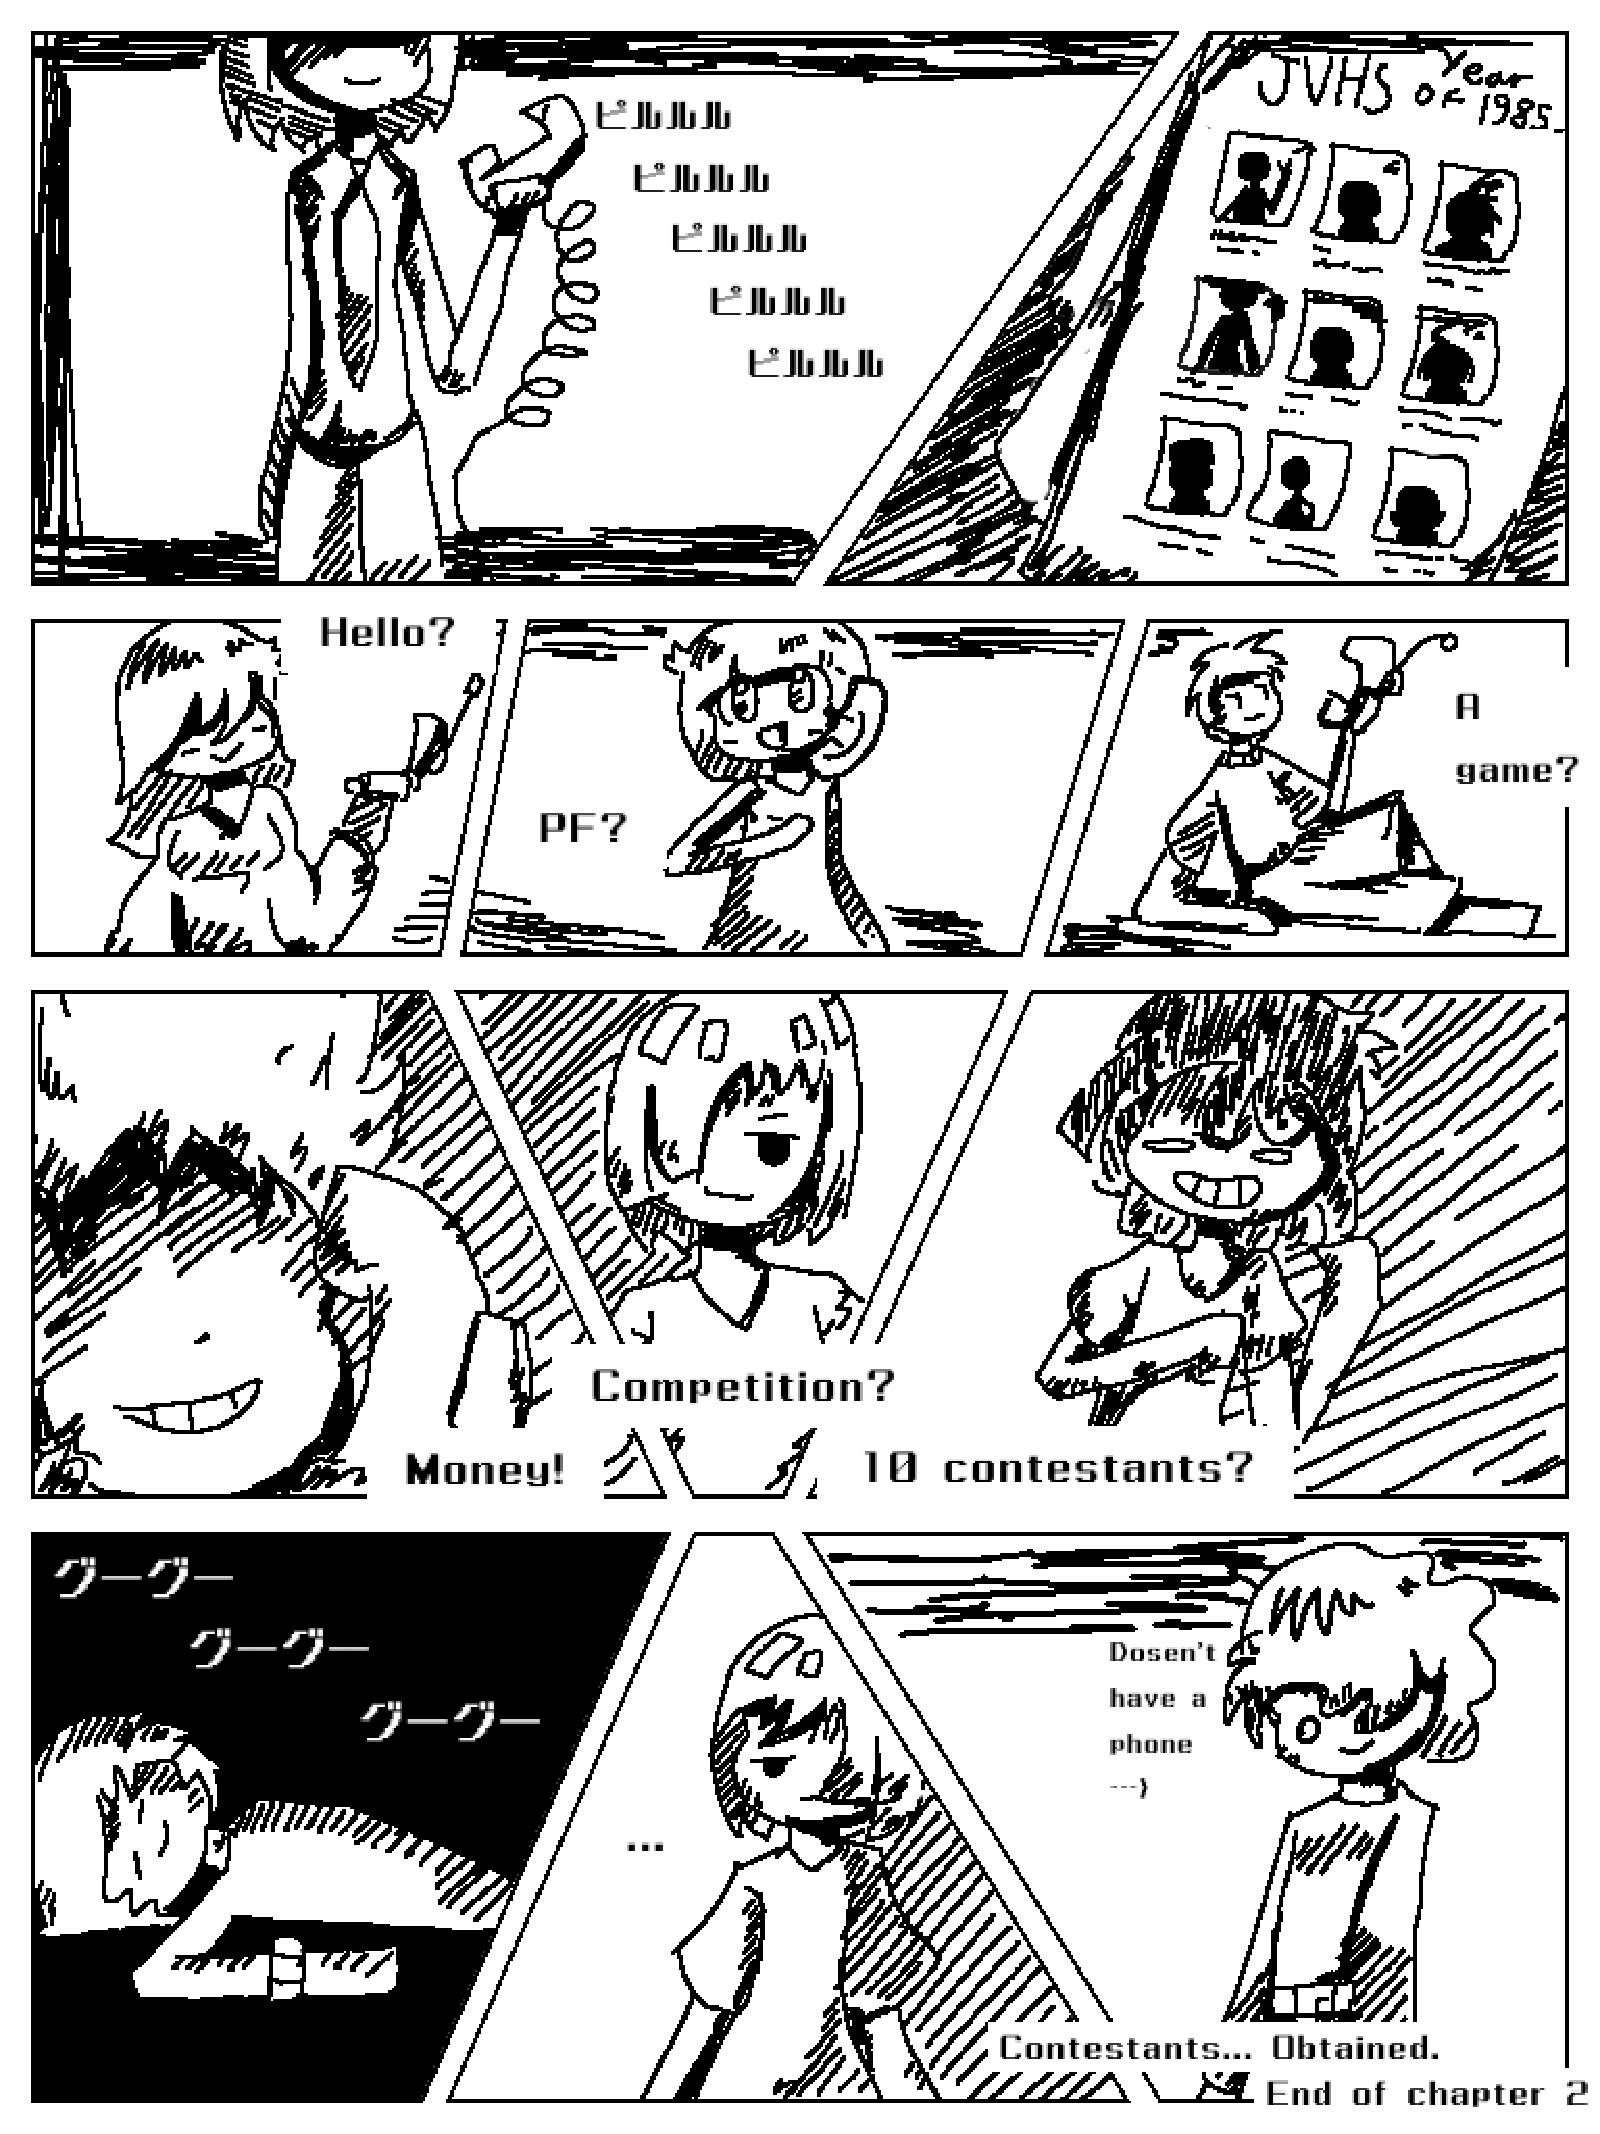 ピルルル
ピルルル
ピルルル
ピルルル
ピルルル
JVHS Year
of 1985
Hello?
PF?
A
game?
Money!
Competition?
10 contestants?
グーグー
グーグー
グーグー
...
Dosen't
have a
phone
---}
Contestants... Obtained.
End of chapter 2